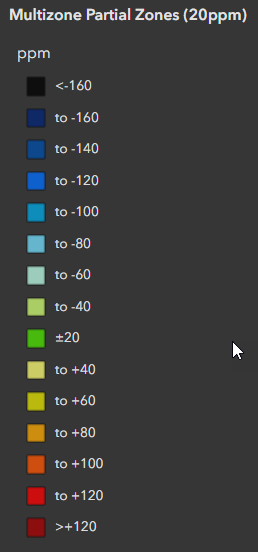 Multizone Partial Zones (20ppm)
ppm
<-160
to -160
to -140
to -120
to -100
to -80
to -60
to -40
±20
to +40
to +60
to +80
to +100
to +120
>+120